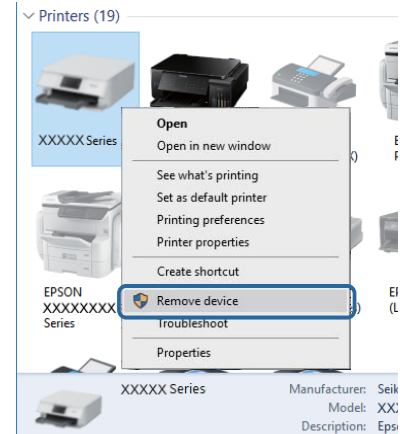 Printers (19)
XXXXX Series
Open
Open in new window
See what's printing
Set as default printer
Printing preferences
Printer properties
Create shortcut
Remove device
Troubleshoot
Properties
EPSON
XXXXXXXX
Series
XXXXX Series
Manufacturer:
Model:
Description: